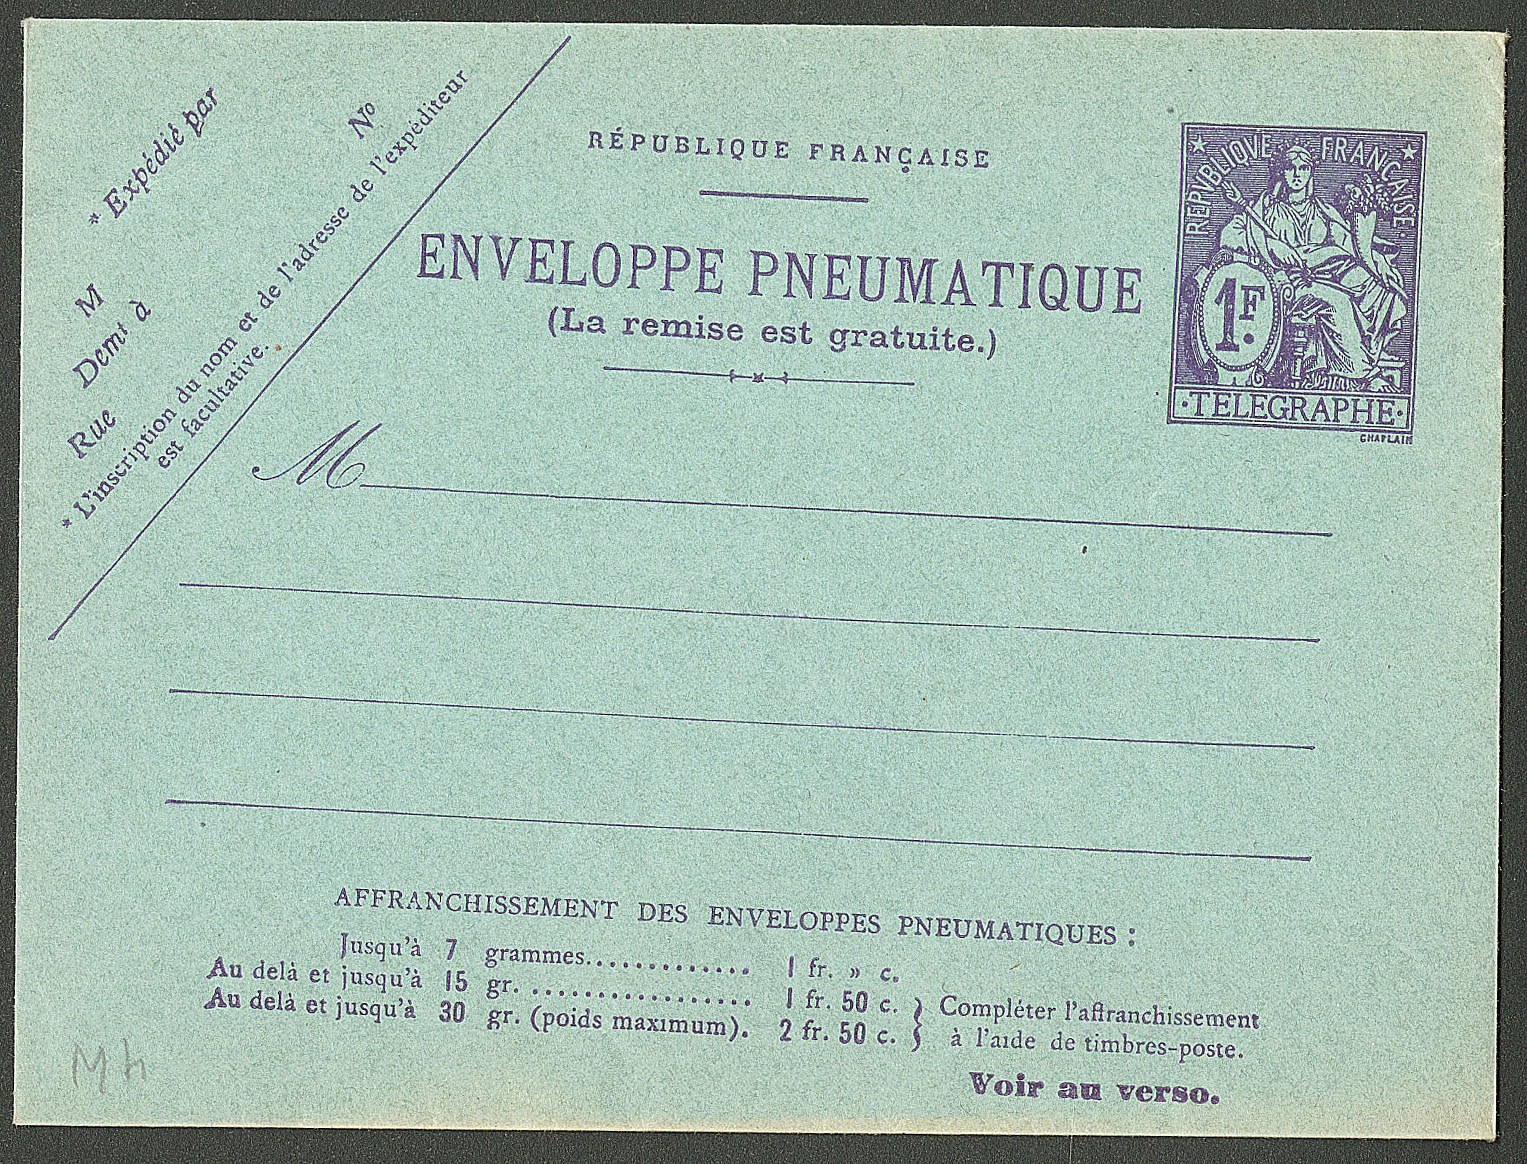 * Expédié par
M
Nº
Demt à
Rue
* L'inscription du nom et de l'adresse de l'expéditeur
est facultative.
RÉPUBLIQUE FRANÇAISE
ENVELOPPE PNEUMATIQUE
(La remise est gratuite.)
REPVBLIQVE FRANCAISE
1F.
·TELEGRAPHE·
CHAPLAIN
M
AFFRANCHISSEMENT DES ENVELOPPES PNEUMATIQUES :
Jusqu'à 7 grammes............. 1 fr. » c.
Au delà et jusqu'à 15 gr. .................. 1 fr. 50 c. } Compléter l'affranchissement
Au delà et jusqu'à 30 gr. (poids maximum). 2 fr. 50 c. } à l'aide de timbres-poste.
Voir au verso.